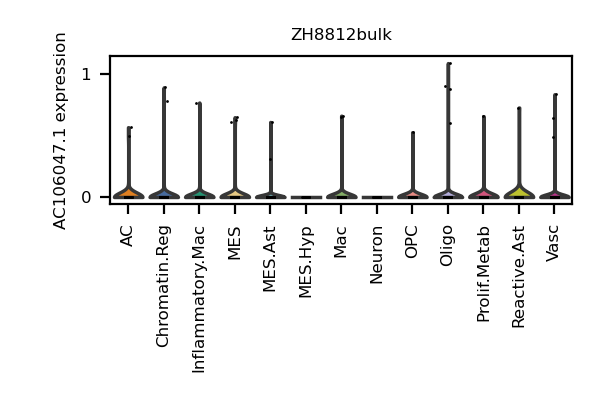 ZH8812bulk
AC106047.1 expression
1
0
AC
Chromatin.Reg
Inflammatory.Mac
MES
MES.Ast
MES.Hyp
Mac
Neuron
OPC
Oligo
Prolif.Metab
Reactive.Ast
Vasc